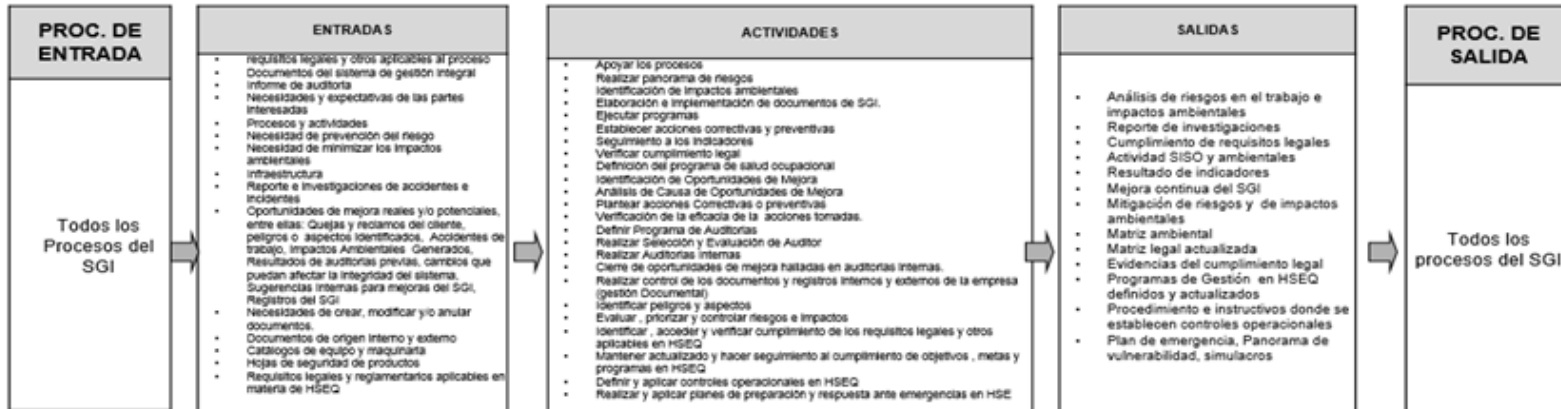 PROC. DE
ENTRADA
Todos los
Procesos del
SGI
ENTRADAS
• requisitos legales y otros aplicables al proceso
• Documentos del sistema de gestión integral
• Informe de auditoria
• Necesidades y expectativas de las partes
interesadas
• Procesos y actividades
• Necesidad de prevención del riesgo
• Necesidad de minimizar los impactos
ambientales
• Infraestructura
• Reporte e investigaciones de accidentes e
incidentes
• Oportunidades de mejora reales y/o potenciales,
entre ellas: Quejas y reclamos del cliente,
peligros o aspectos identificados, Accidentes de
trabajo, Impactos Ambientales Generados,
Resultados de auditorías previas, cambios que
puedan afectar la integridad del sistema,
Sugerencias internas para mejoras del SGI,
Registros del SGI
• Necesidades de crear, modificar y/o anular
documentos.
• Documentos de origen interno y externo
• Catálogos de equipo y maquinaria
• Hojas de seguridad de productos
• Requisitos legales y reglamentarios aplicables en
materia de HSEQ
ACTIVIDADES
• Apoyar los procesos
• Realizar panorama de riesgos
• Identificación de impactos ambientales
• Elaboración e implementación de documentos de SGI.
• Ejecutar programas
• Establecer acciones correctivas y preventivas
• Seguimiento a los indicadores
• Verificar cumplimiento legal
• Definición del programa de salud ocupacional
• Identificación de Oportunidades de Mejora
• Análisis de Causa de Oportunidades de Mejora
• Plantear acciones Correctivas o preventivas
• Verificación de la eficacia de la acciones tomadas.
• Definir Programa de Auditorias
• Realizar Selección y Evaluación de Auditor
• Realizar Auditorias Internas
• Cierre de oportunidades de mejora halladas en auditorias internas.
• Realizar control de los documentos y registros internos y externos de la empresa
(gestión Documental)
• Identificar peligros y aspectos
• Evaluar , priorizar y controlar riesgos e impactos
• Identificar , acceder y verificar cumplimiento de los requisitos legales y otros
aplicables en HSEQ
• Mantener actualizado y hacer seguimiento al cumplimiento de objetivos , metas y
programas en HSEQ
• Definir y aplicar controles operacionales en HSEQ
• Realizar y aplicar planes de preparación y respuesta ante emergencias en HSE
SALIDAS
• Análisis de riesgos en el trabajo e
impactos ambientales
• Reporte de investigaciones
• Cumplimiento de requisitos legales
• Actividad SISO y ambientales
• Resultado de indicadores
• Mejora continua del SGI
• Mitigación de riesgos y de impactos
ambientales
• Matriz ambiental
• Matriz legal actualizada
• Evidencias del cumplimiento legal
• Programas de Gestión en HSEQ
definidos y actualizados
• Procedimiento e instructivos donde se
establecen controles operacionales
• Plan de emergencia, Panorama de
vulnerabilidad, simulacros
PROC. DE
SALIDA
Todos los
procesos del SGI